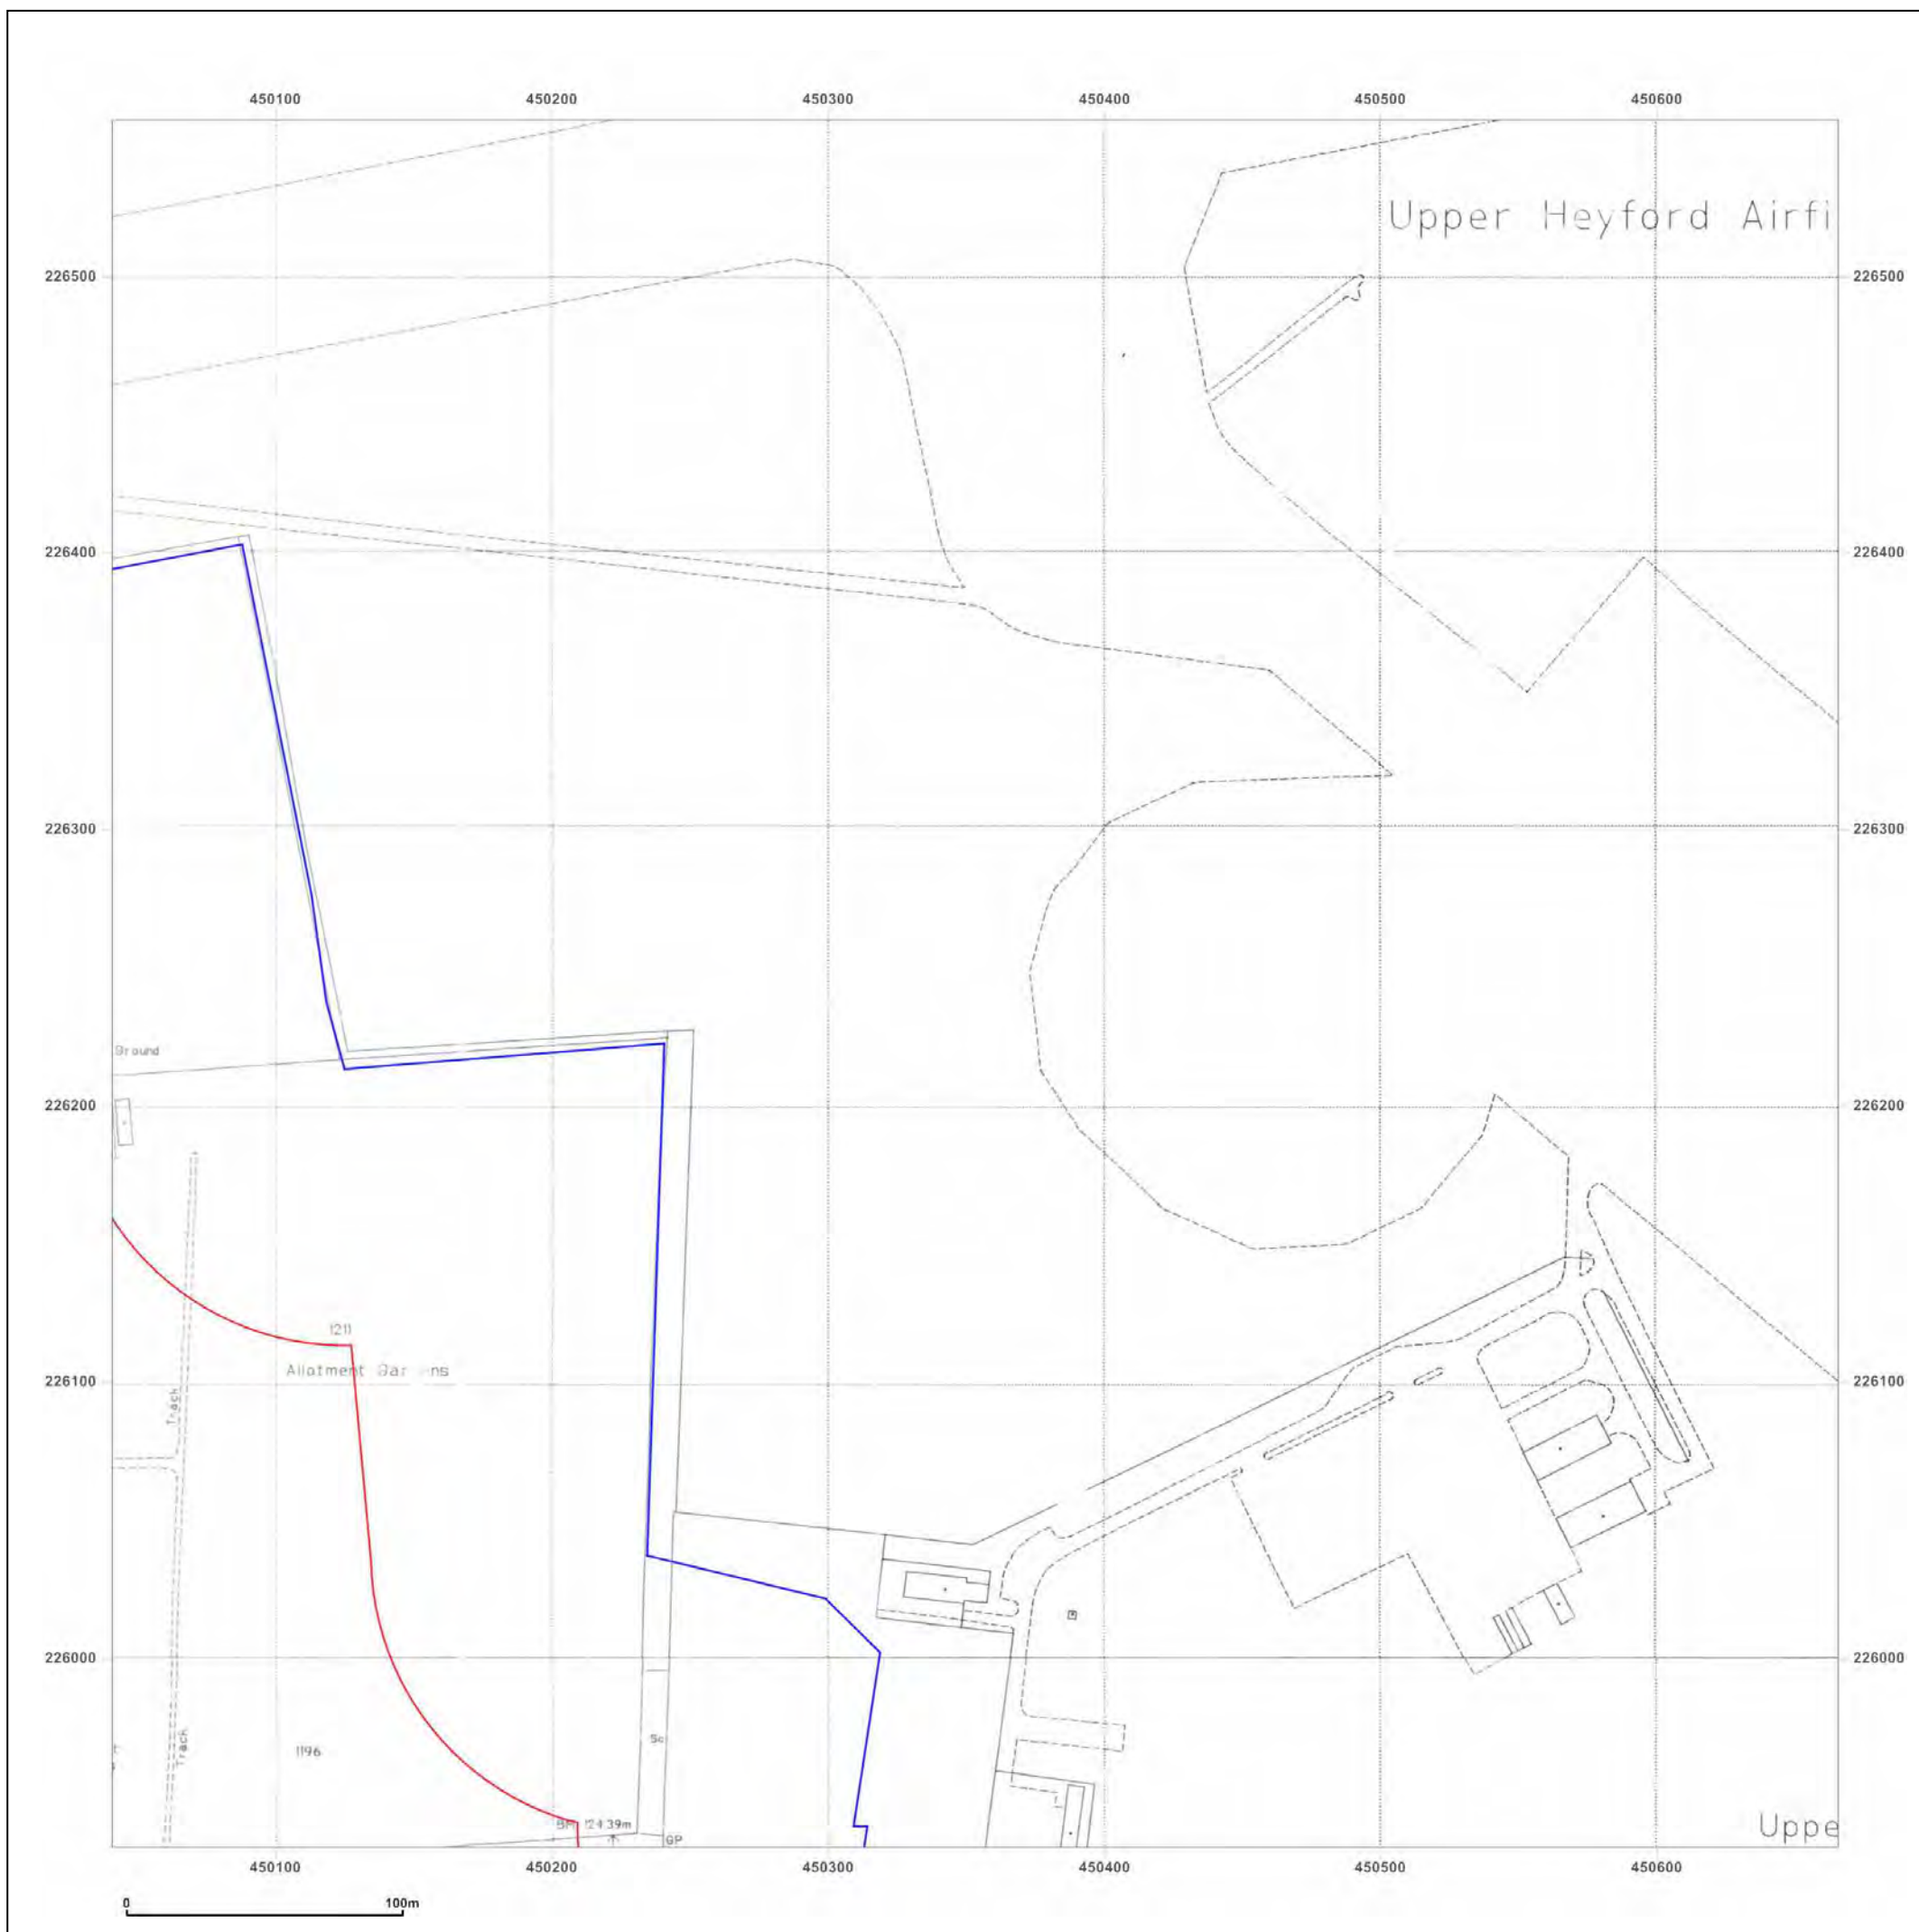 450100 450200 450300 450400 450500 450600
Upper Heyford Airfi
226500 226500
226400 226400
226300 226300
Ground
226200 226200
1211
Allotment Gar ens
226100 226100
Track
226000 226000
Sc
Track
1196
BM 124.39m
GP
Uppe
450100 450200 450300 450400 450500 450600
0 100m